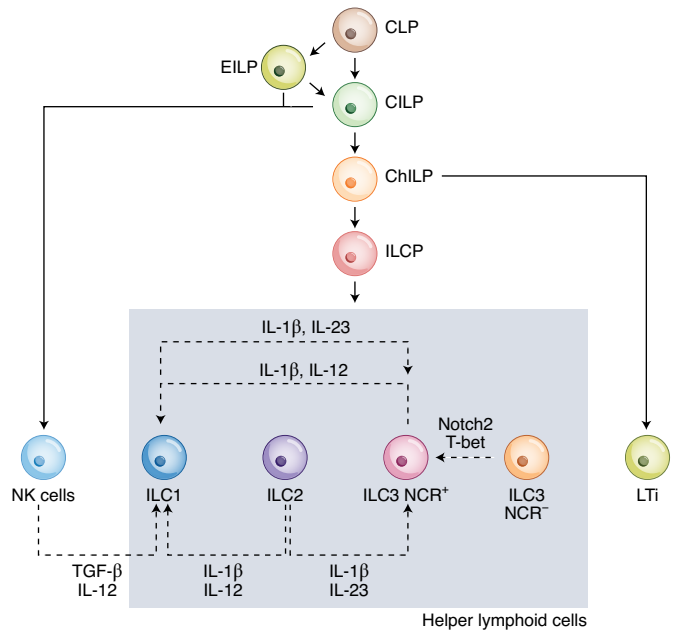 CLP
EILP
CILP
ChILP
ILCP
IL-1β, IL-23
IL-1β, IL-12
Notch2
T-bet
NK cells
ILC1
ILC2
ILC3 NCR⁺
ILC3
NCR⁻
LTi
TGF-β
IL-12
IL-1β
IL-12
IL-1β
IL-23
Helper lymphoid cells